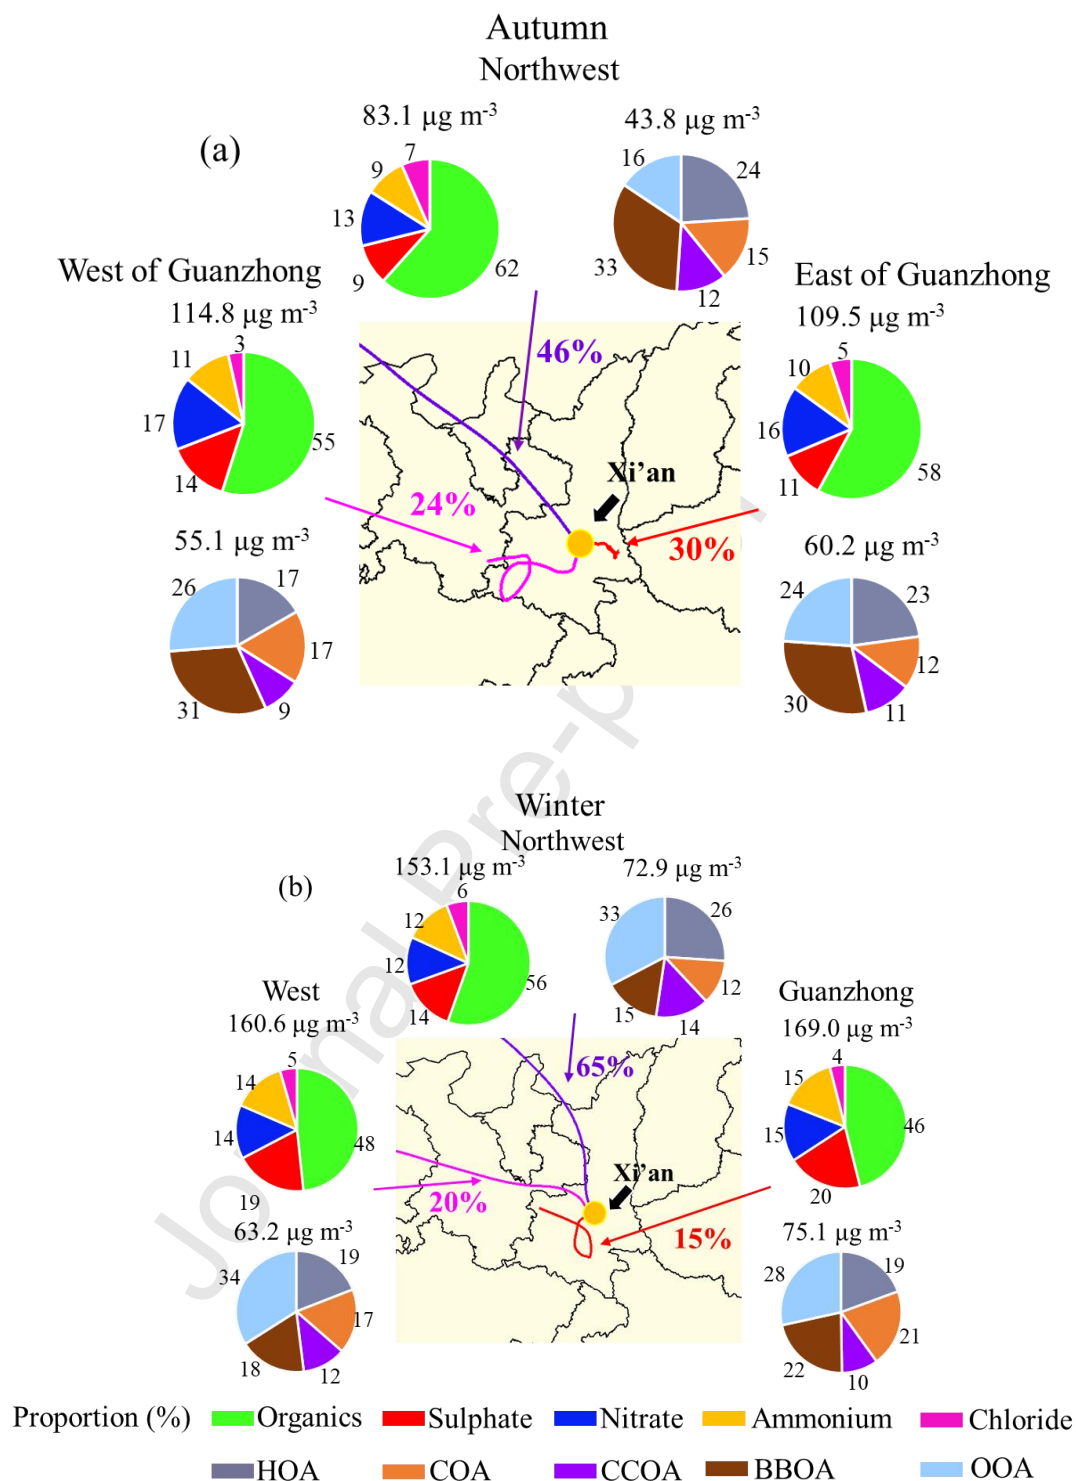 Autumn
Northwest
(a)
83.1 μg m-3
43.8 μg m-3
7
9
13
9
62
16
24
33
15
12
West of Guanzhong
114.8 μg m-3
East of Guanzhong
109.5 μg m-3
3
11
17
14
55
5
10
16
11
58
46%
Xi’an
24%
30%
55.1 μg m-3
60.2 μg m-3
26
17
17
31
9
24
23
12
30
11
Winter
Northwest
(b)
153.1 μg m-3
72.9 μg m-3
6
12
12
14
56
33
26
12
15
14
West
160.6 μg m-3
Guanzhong
169.0 μg m-3
5
14
14
19
48
4
15
15
20
46
65%
Xi’an
20%
15%
63.2 μg m-3
75.1 μg m-3
34
19
17
18
12
28
19
21
22
10
Proportion (%) Organics Sulphate Nitrate Ammonium Chloride
HOA COA CCOA BBOA OOA
Journal Pre-p